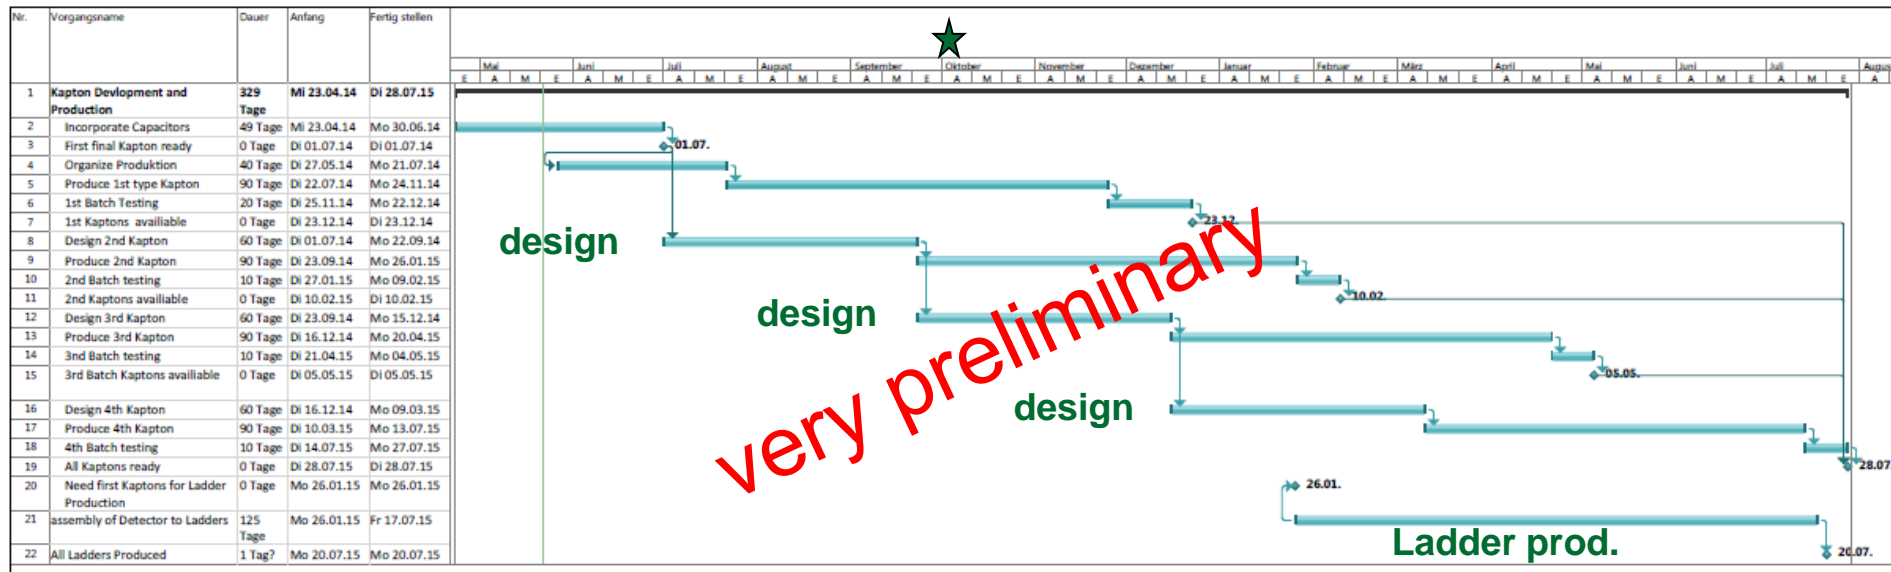 Nr. Vorgangsname Dauer Anfang Fertig stellen
Mai Juni Juli August September Oktober November Dezember Januar Februar März April Mai Juni Juli Augus
E A M E A M E A M E A M E A M E A M E A M E A M E A M E A M E A M E A M E A M E A M E A M E A M
1 Kapton Devlopment and Production 329 Tage Mi 23.04.14 Di 28.07.15
2 Incorporate Capacitors 49 Tage Mi 23.04.14 Mo 30.06.14
3 First final Kapton ready 0 Tage Di 01.07.14 Di 01.07.14 01.07.
4 Organize Produktion 40 Tage Di 27.05.14 Mo 21.07.14
5 Produce 1st type Kapton 90 Tage Di 22.07.14 Mo 24.11.14
6 1st Batch Testing 20 Tage Di 25.11.14 Mo 22.12.14
7 1st Kaptons availiable 0 Tage Di 23.12.14 Di 23.12.14 23.12.
8 Design 2nd Kapton 60 Tage Di 01.07.14 Mo 22.09.14
design
9 Produce 2nd Kapton 90 Tage Di 23.09.14 Mo 26.01.15
10 2nd Batch testing 10 Tage Di 27.01.15 Mo 09.02.15
11 2nd Kaptons availiable 0 Tage Di 10.02.15 Di 10.02.15 10.02.
12 Design 3rd Kapton 60 Tage Di 23.09.14 Mo 15.12.14
design
13 Produce 3rd Kapton 90 Tage Di 16.12.14 Mo 20.04.15
14 3nd Batch testing 10 Tage Di 21.04.15 Mo 04.05.15
15 3rd Batch Kaptons availiable 0 Tage Di 05.05.15 Di 05.05.15 05.05.
very preliminary
16 Design 4th Kapton 60 Tage Di 16.12.14 Mo 09.03.15
design
17 Produce 4th Kapton 90 Tage Di 10.03.15 Mo 13.07.15
18 4th Batch testing 10 Tage Di 14.07.15 Mo 27.07.15
19 All Kaptons ready 0 Tage Di 28.07.15 Di 28.07.15 28.07
20 Need first Kaptons for Ladder Production 0 Tage Mo 26.01.15 Mo 26.01.15 26.01.
21 assembly of Detector to Ladders 125 Tage Mo 26.01.15 Fr 17.07.15
Ladder prod.
22 All Ladders Produced 1 Tag? Mo 20.07.15 Mo 20.07.15 20.07.